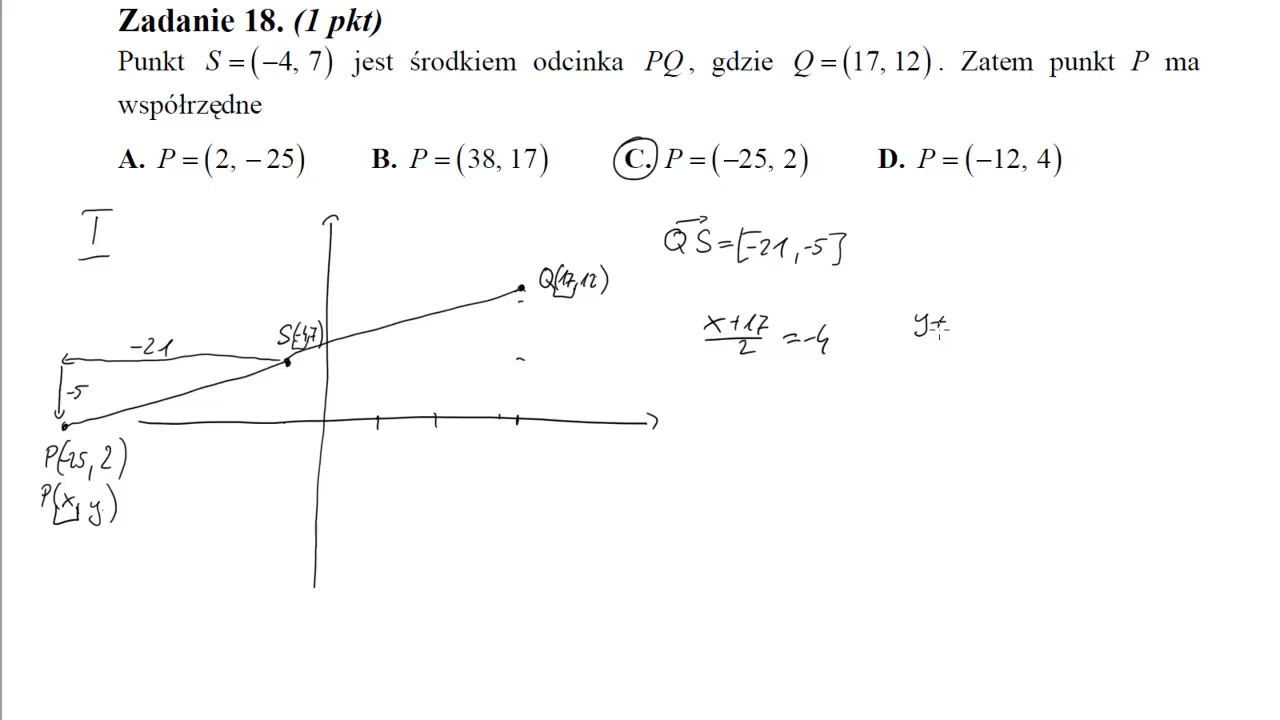 Zadanie 18. (1 pkt)
Punkt S = (−4, 7) jest środkiem odcinka PQ, gdzie Q = (17, 12). Zatem punkt P ma
współrzędne
A. P = (2, −25) B. P = (38, 17) C. P = (−25, 2) D. P = (−12, 4)
I
QS = [−21, −5]
Q(17,12)
x+17/2 = −4
y+
S(−4,7)
−21
−5
P(−25, 2)
P(x, y)